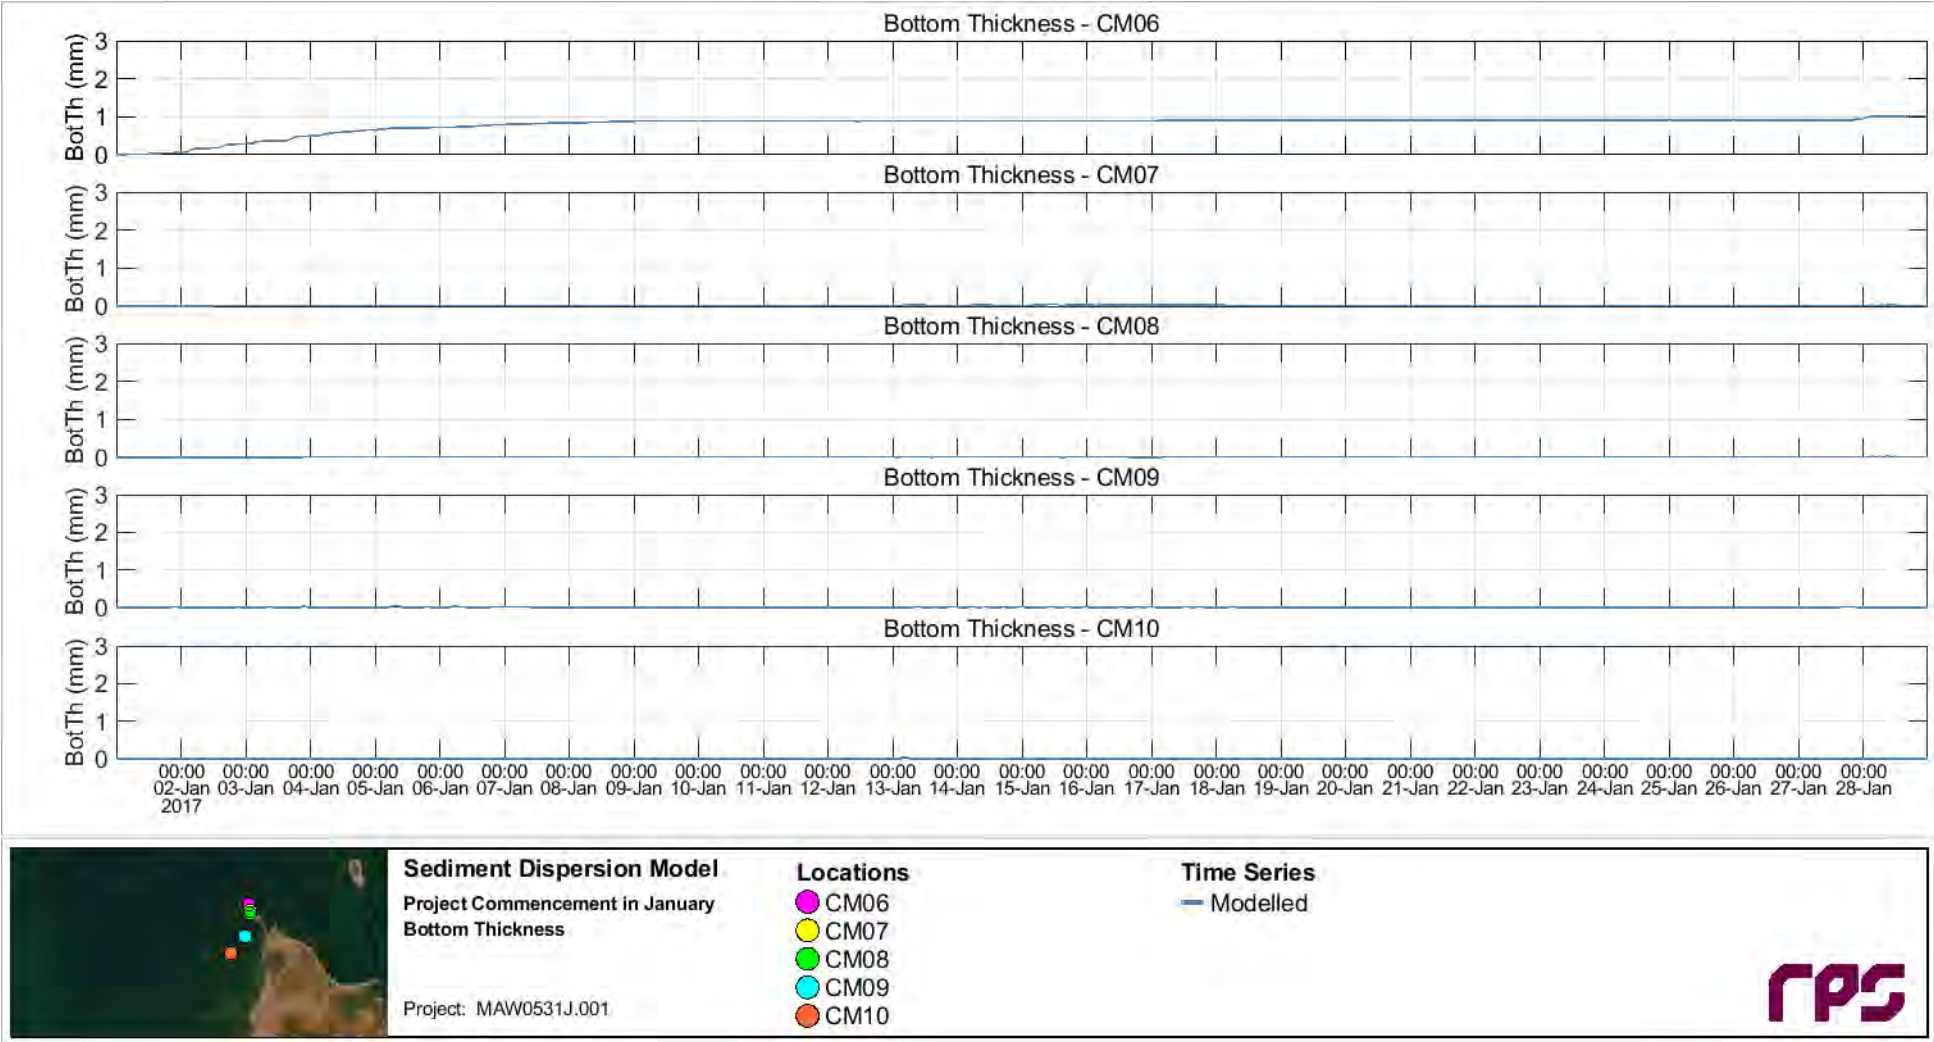 Bottom Thickness - CM06
BotTh (mm)
3
2
1
0
Bottom Thickness - CM07
BotTh (mm)
3
2
1
0
Bottom Thickness - CM08
BotTh (mm)
3
2
1
0
Bottom Thickness - CM09
BotTh (mm)
3
2
1
0
Bottom Thickness - CM10
BotTh (mm)
3
2
1
0
00:00 00:00 00:00 00:00 00:00 00:00 00:00 00:00 00:00 00:00 00:00 00:00 00:00 00:00 00:00 00:00 00:00 00:00 00:00 00:00 00:00 00:00 00:00 00:00 00:00 00:00 00:00
02-Jan 03-Jan 04-Jan 05-Jan 06-Jan 07-Jan 08-Jan 09-Jan 10-Jan 11-Jan 12-Jan 13-Jan 14-Jan 15-Jan 16-Jan 17-Jan 18-Jan 19-Jan 20-Jan 21-Jan 22-Jan 23-Jan 24-Jan 25-Jan 26-Jan 27-Jan 28-Jan
2017
Sediment Dispersion Model
Project Commencement in January
Bottom Thickness
Project: MAW0531J.001
Locations
CM06
CM07
CM08
CM09
CM10
Time Series
Modelled
rps